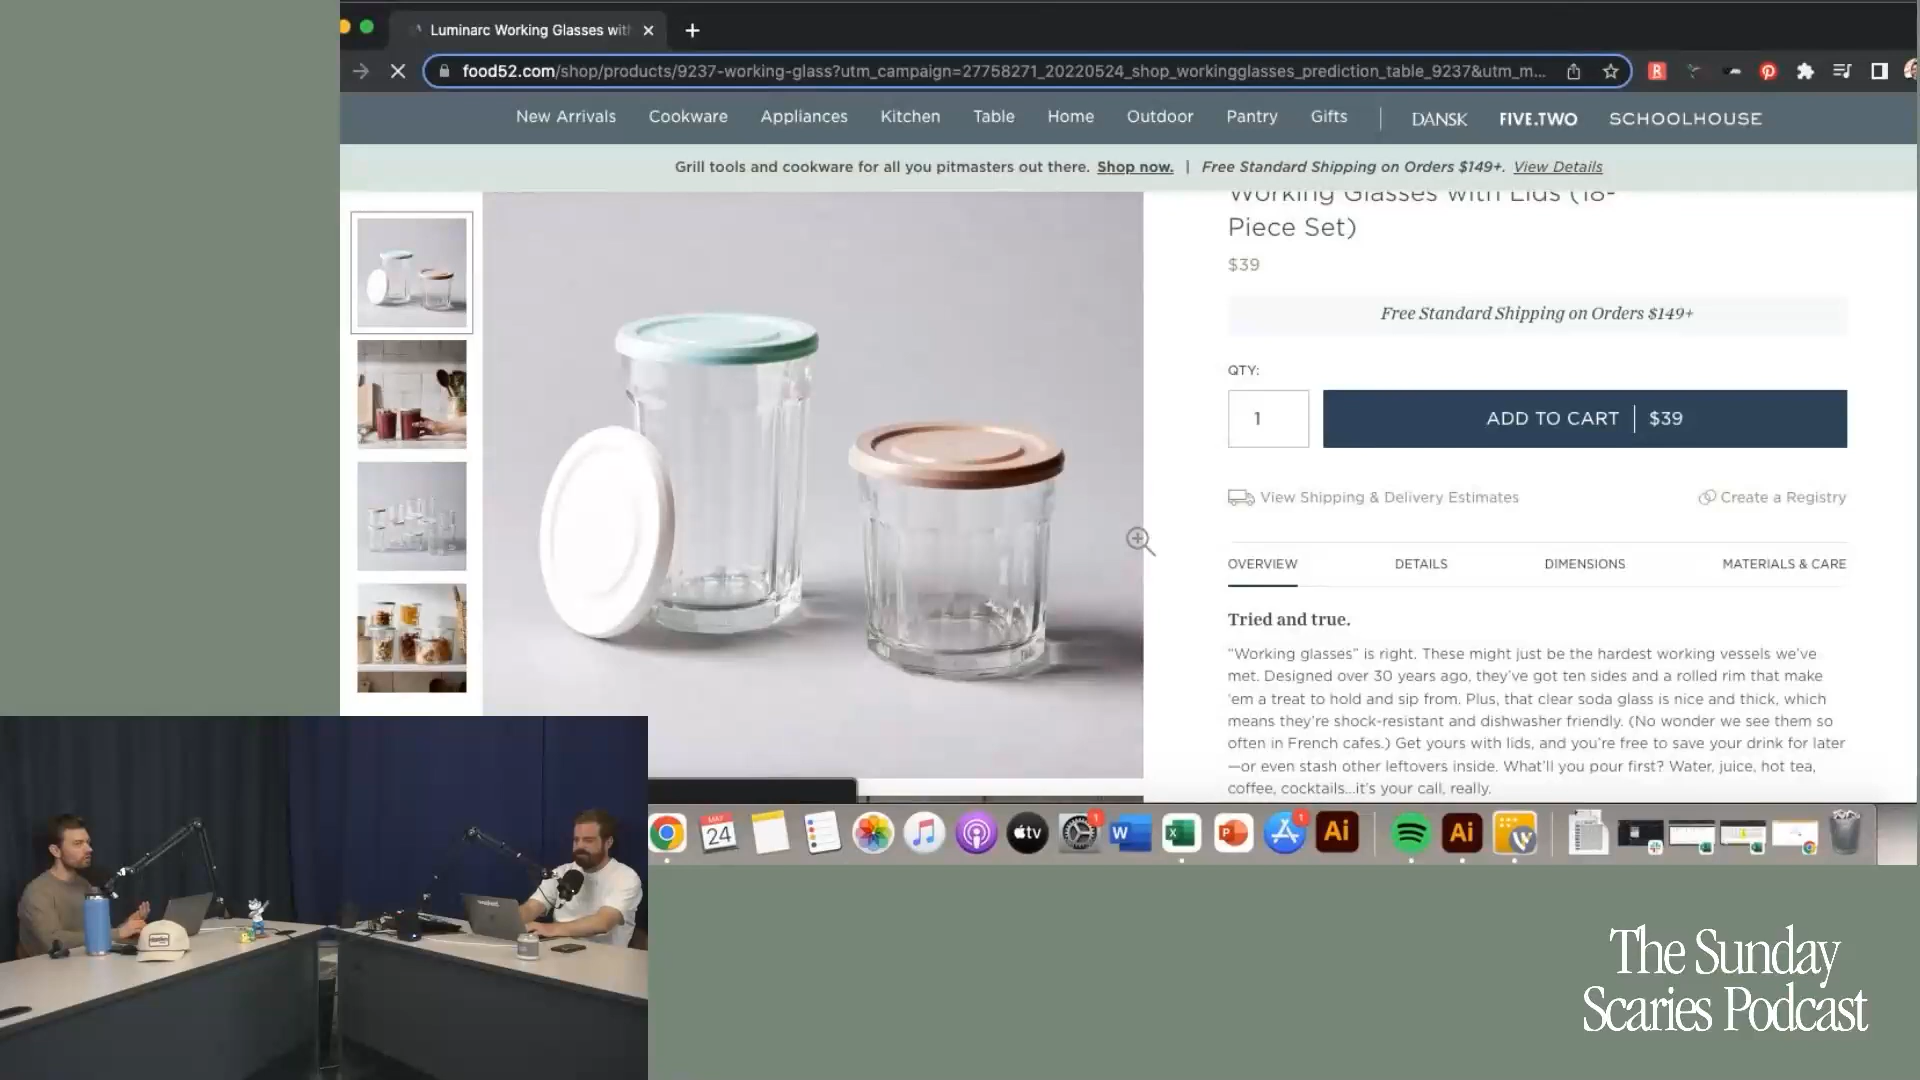 Luminarc Working Glasses with
food52.com/shop/products/9237-working-glass?utm_campaign=27758271_20220524_shop_workingglasses_prediction_table_9237&utm_m...
New Arrivals Cookware Appliances Kitchen Table Home Outdoor Pantry Gifts | DANSK FIVE.TWO SCHOOLHOUSE
Grill tools and cookware for all you pitmasters out there. Shop now. | Free Standard Shipping on Orders $149+. View Details
Working Glasses with Lids (18-
Piece Set)
$39
Free Standard Shipping on Orders $149+
QTY:
1
ADD TO CART | $39
View Shipping & Delivery Estimates
Create a Registry
OVERVIEW DETAILS DIMENSIONS MATERIALS & CARE
Tried and true.
“Working glasses” is right. These might just be the hardest working vessels we’ve
met. Designed over 30 years ago, they’ve got ten sides and a rolled rim that make
’em a treat to hold and sip from. Plus, that clear soda glass is nice and thick, which
means they’re shock-resistant and dishwasher friendly. (No wonder we see them so
often in French cafes.) Get yours with lids, and you’re free to save your drink for later
—or even stash other leftovers inside. What’ll you pour first? Water, juice, hot tea,
coffee, cocktails...it’s your call, really.
MAY
24
tv
1
W
X
P
1
Ai
Ai
The Sunday
Scaries Podcast